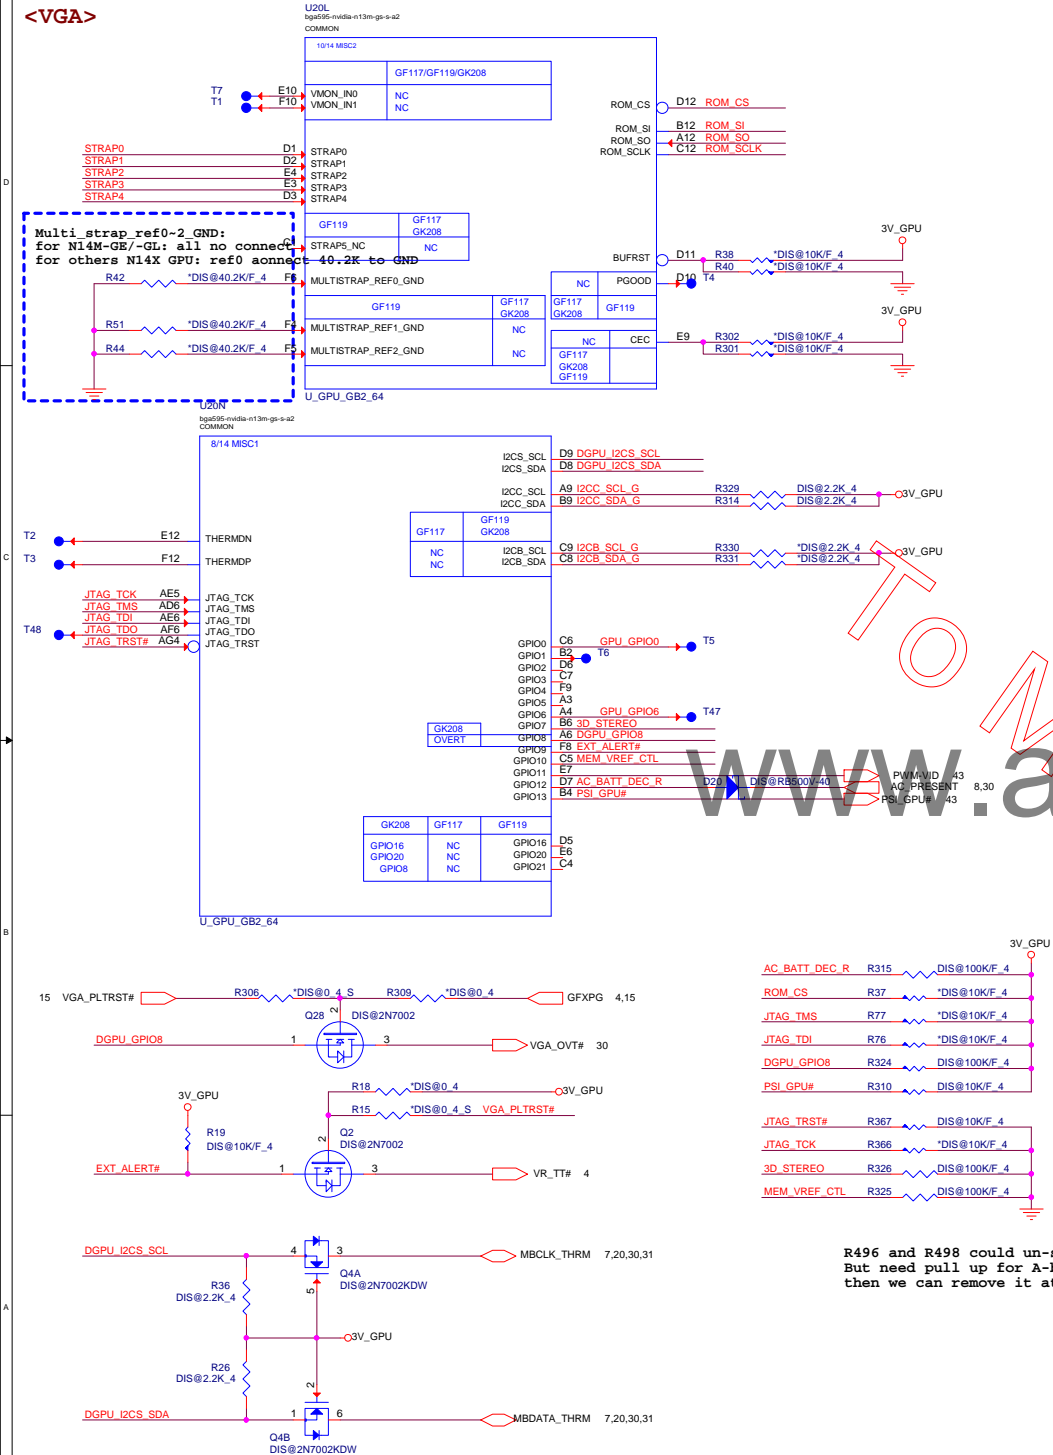 <VGA>
U20L
bga595-nvidia-n13m-gs-s-a2
COMMON
10/14 MISC2
GF117/GF119/GK208
T7 E10 VMON_IN0 NC
T1 F10 VMON_IN1 NC
ROM_CS D12 ROM_CS
ROM_SI B12 ROM_SI
ROM_SO A12 ROM_SO
ROM_SCLK C12 ROM_SCLK
STRAP0 D1 STRAP0
STRAP1 D2 STRAP1
STRAP2 E4 STRAP2
STRAP3 E3 STRAP3
STRAP4 D3 STRAP4
D
Multi_strap_ref0~2_GND:
for N14M-GE/-GL: all no connect
for others N14X GPU: ref0 aonnect 40.2K to GND
GF119 GF117
GK208
STRAP5_NC NC
R42 *DIS@40.2K/F_4 F6 MULTISTRAP_REF0_GND
GF119 GF117
GK208
R51 *DIS@40.2K/F_4 F4 MULTISTRAP_REF1_GND NC
R44 *DIS@40.2K/F_4 F5 MULTISTRAP_REF2_GND NC
3V_GPU
BUFRST D11 R38 *DIS@10K/F_4
R40 *DIS@10K/F_4
NC PGOOD D10 T4
GF117
GK208 GF119
3V_GPU
NC CEC E9 R302 *DIS@10K/F_4
R301 *DIS@10K/F_4
GF117
GK208
GF119
U_GPU_GB2_64
U20N
bga595-nvidia-n13m-gs-s-a2
COMMON
8/14 MISC1
I2CS_SCL D9 DGPU_I2CS_SCL
I2CS_SDA D8 DGPU_I2CS_SDA
I2CC_SCL A9 I2CC_SCL_G R329 DIS@2.2K_4
I2CC_SDA B9 I2CC_SDA_G R314 DIS@2.2K_4
3V_GPU
GF117 GF119
GK208
T2 E12 THERMDN
T3 F12 THERMDP
C
NC I2CB_SCL C9 I2CB_SCL_G R330 *DIS@2.2K_4
NC I2CB_SDA C8 I2CB_SDA_G R331 *DIS@2.2K_4
3V_GPU
JTAG_TCK AE5 JTAG_TCK
JTAG_TMS AD6 JTAG_TMS
JTAG_TDI AE6 JTAG_TDI
T48 JTAG_TDO AF6 JTAG_TDO
JTAG_TRST# AG4 JTAG_TRST
GPIO0 C6 GPU_GPIO0 T5
GPIO1 B2 T6
GPIO2 D6
GPIO3 C7
GPIO4 F9
GPIO5 A3
GPIO6 A4 GPU_GPIO6 T47
GPIO7 B6 3D_STEREO
GK208
OVERT
GPIO8 A6 DGPU_GPIO8
GPIO9 F8 EXT_ALERT#
GPIO10 C5 MEM_VREF_CTL
GPIO11 E7 PWM-VID 43
GPIO12 D7 AC_BATT_DEC_R D20 DIS@RB500V-40 AC_PRESENT 8,30
GPIO13 B4 PSI_GPU# PSI_GPU# 43
TOM
www.a
GK208 GF117 GF119
GPIO16 NC GPIO16 D5
GPIO20 NC GPIO20 E6
GPIO8 NC GPIO21 C4
U_GPU_GB2_64
B
15 VGA_PLTRST# R306 *DIS@0_4_S R309 *DIS@0_4 GFXPG 4,15
Q28 2 DIS@2N7002
DGPU_GPIO8 1 3 VGA_OVT# 30
3V_GPU
R18 *DIS@0_4 3V_GPU
R15 *DIS@0_4_S VGA_PLTRST#
R19
DIS@10K/F_4
2 Q2
DIS@2N7002
EXT_ALERT# 1 3 VR_TT# 4
3V_GPU
AC_BATT_DEC_R R315 DIS@100K/F_4
ROM_CS R37 *DIS@10K/F_4
JTAG_TMS R77 *DIS@10K/F_4
JTAG_TDI R76 *DIS@10K/F_4
DGPU_GPIO8 R324 DIS@100K/F_4
PSI_GPU# R310 DIS@10K/F_4
JTAG_TRST# R367 DIS@10K/F_4
JTAG_TCK R366 *DIS@10K/F_4
3D_STEREO R326 DIS@100K/F_4
MEM_VREF_CTL R325 DIS@100K/F_4
DGPU_I2CS_SCL 4 3 MBCLK_THRM 7,20,30,31
Q4A
DIS@2N7002KDW
R36
DIS@2.2K_4
5
A
3V_GPU
R26
DIS@2.2K_4
2
DGPU_I2CS_SDA 1 6 MBDATA_THRM 7,20,30,31
Q4B
DIS@2N7002KDW
R496 and R498 could un-s
But need pull up for A-
then we can remove it at